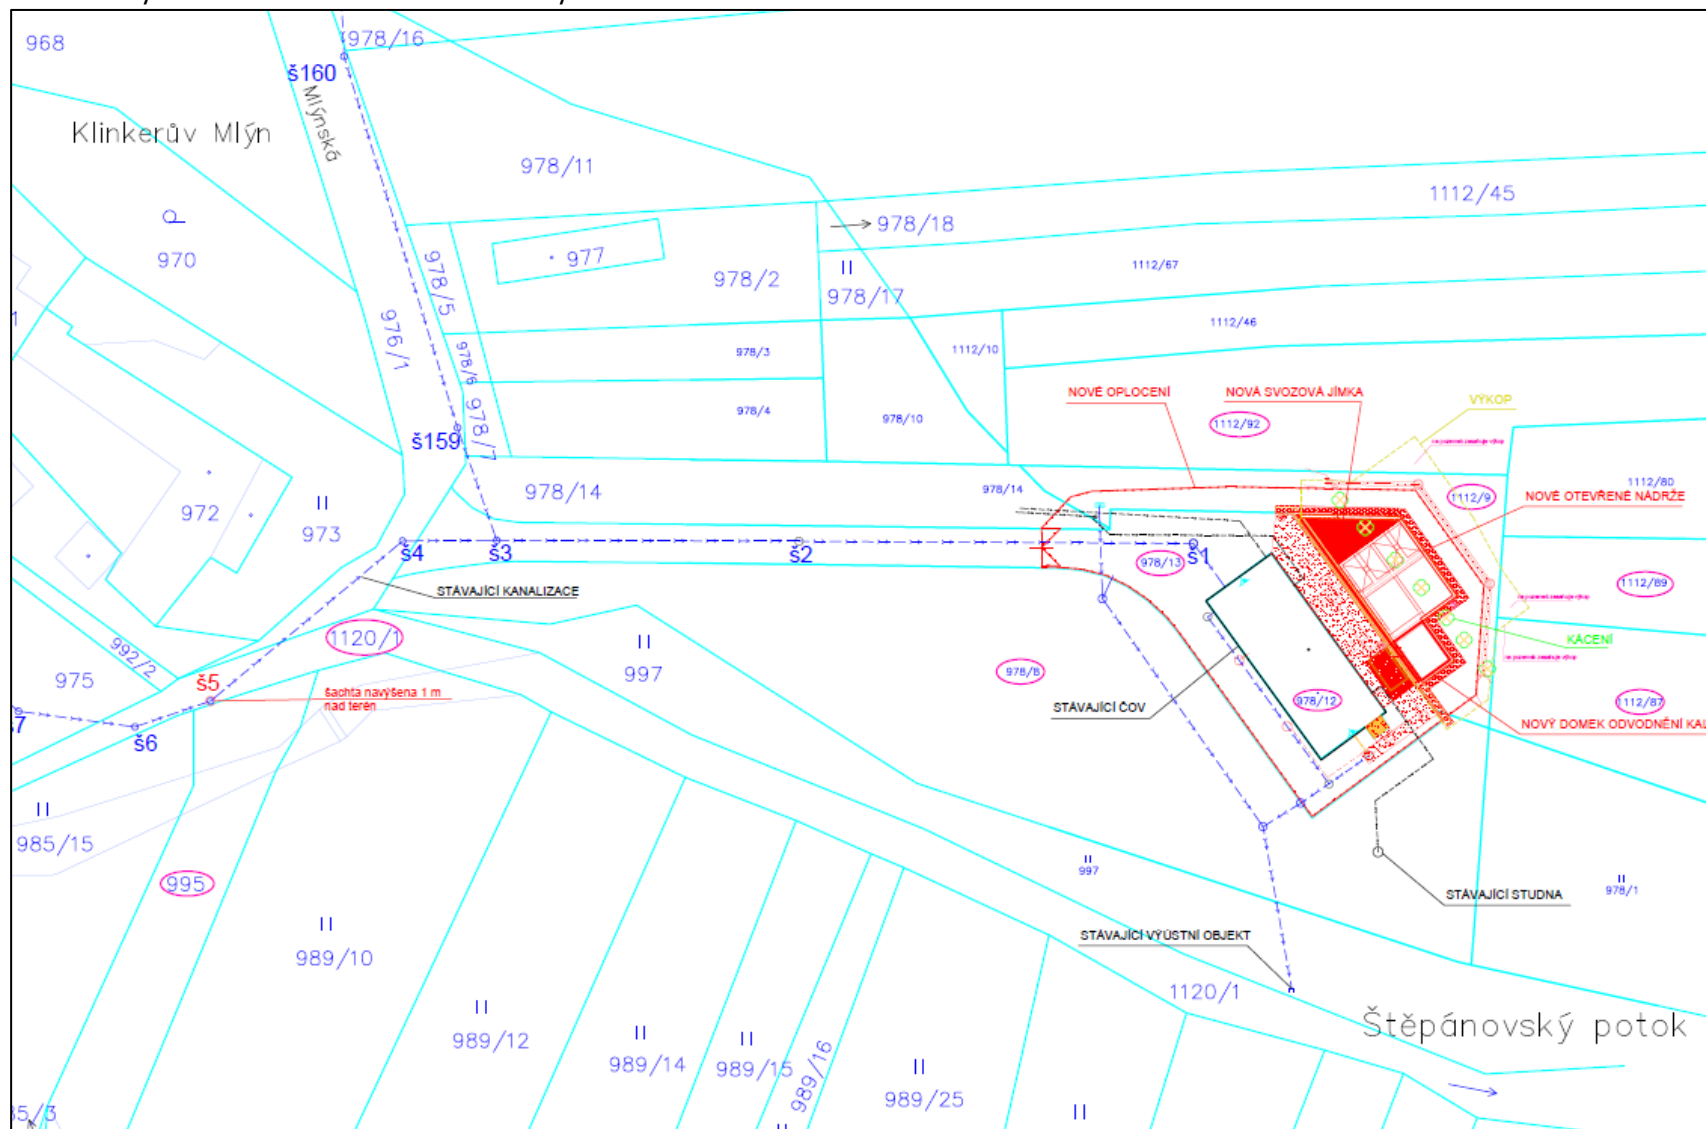 968
978/16
š160
Mlýnská
Klinkerův Mlýn
978/11
1112/45
970
978/18
977
978/5
978/2
978/17
1112/67
976/1
1112/46
978/3
1112/10
978/6
978/4
978/10
978/7
NOVÉ OPLOCENÍ
NOVÁ SVOZOVÁ JÍMKA
VÝKOP
1112/92
š159
978/14
978/14
1112/9
1112/80
NOVÉ OTEVŘENÉ NÁDRŽE
972
973
š4
š3
š2
š1
978/13
1112/89
STÁVAJÍCÍ KANALIZACE
1120/1
992/2
975
997
KÁCENÍ
š5
šachta navýšena 1 m
nad terén
978/8
978/12
1112/87
STÁVAJÍCÍ ČOV
NOVÝ DOMEK ODVODNĚNÍ KAL
š7
š6
985/15
995
997
978/1
STÁVAJÍCÍ STUDNA
989/10
STÁVAJÍCÍ VÝÚSTNÍ OBJEKT
1120/1
Štěpánovský potok
989/12
989/14
989/15
989/16
989/25
85/3